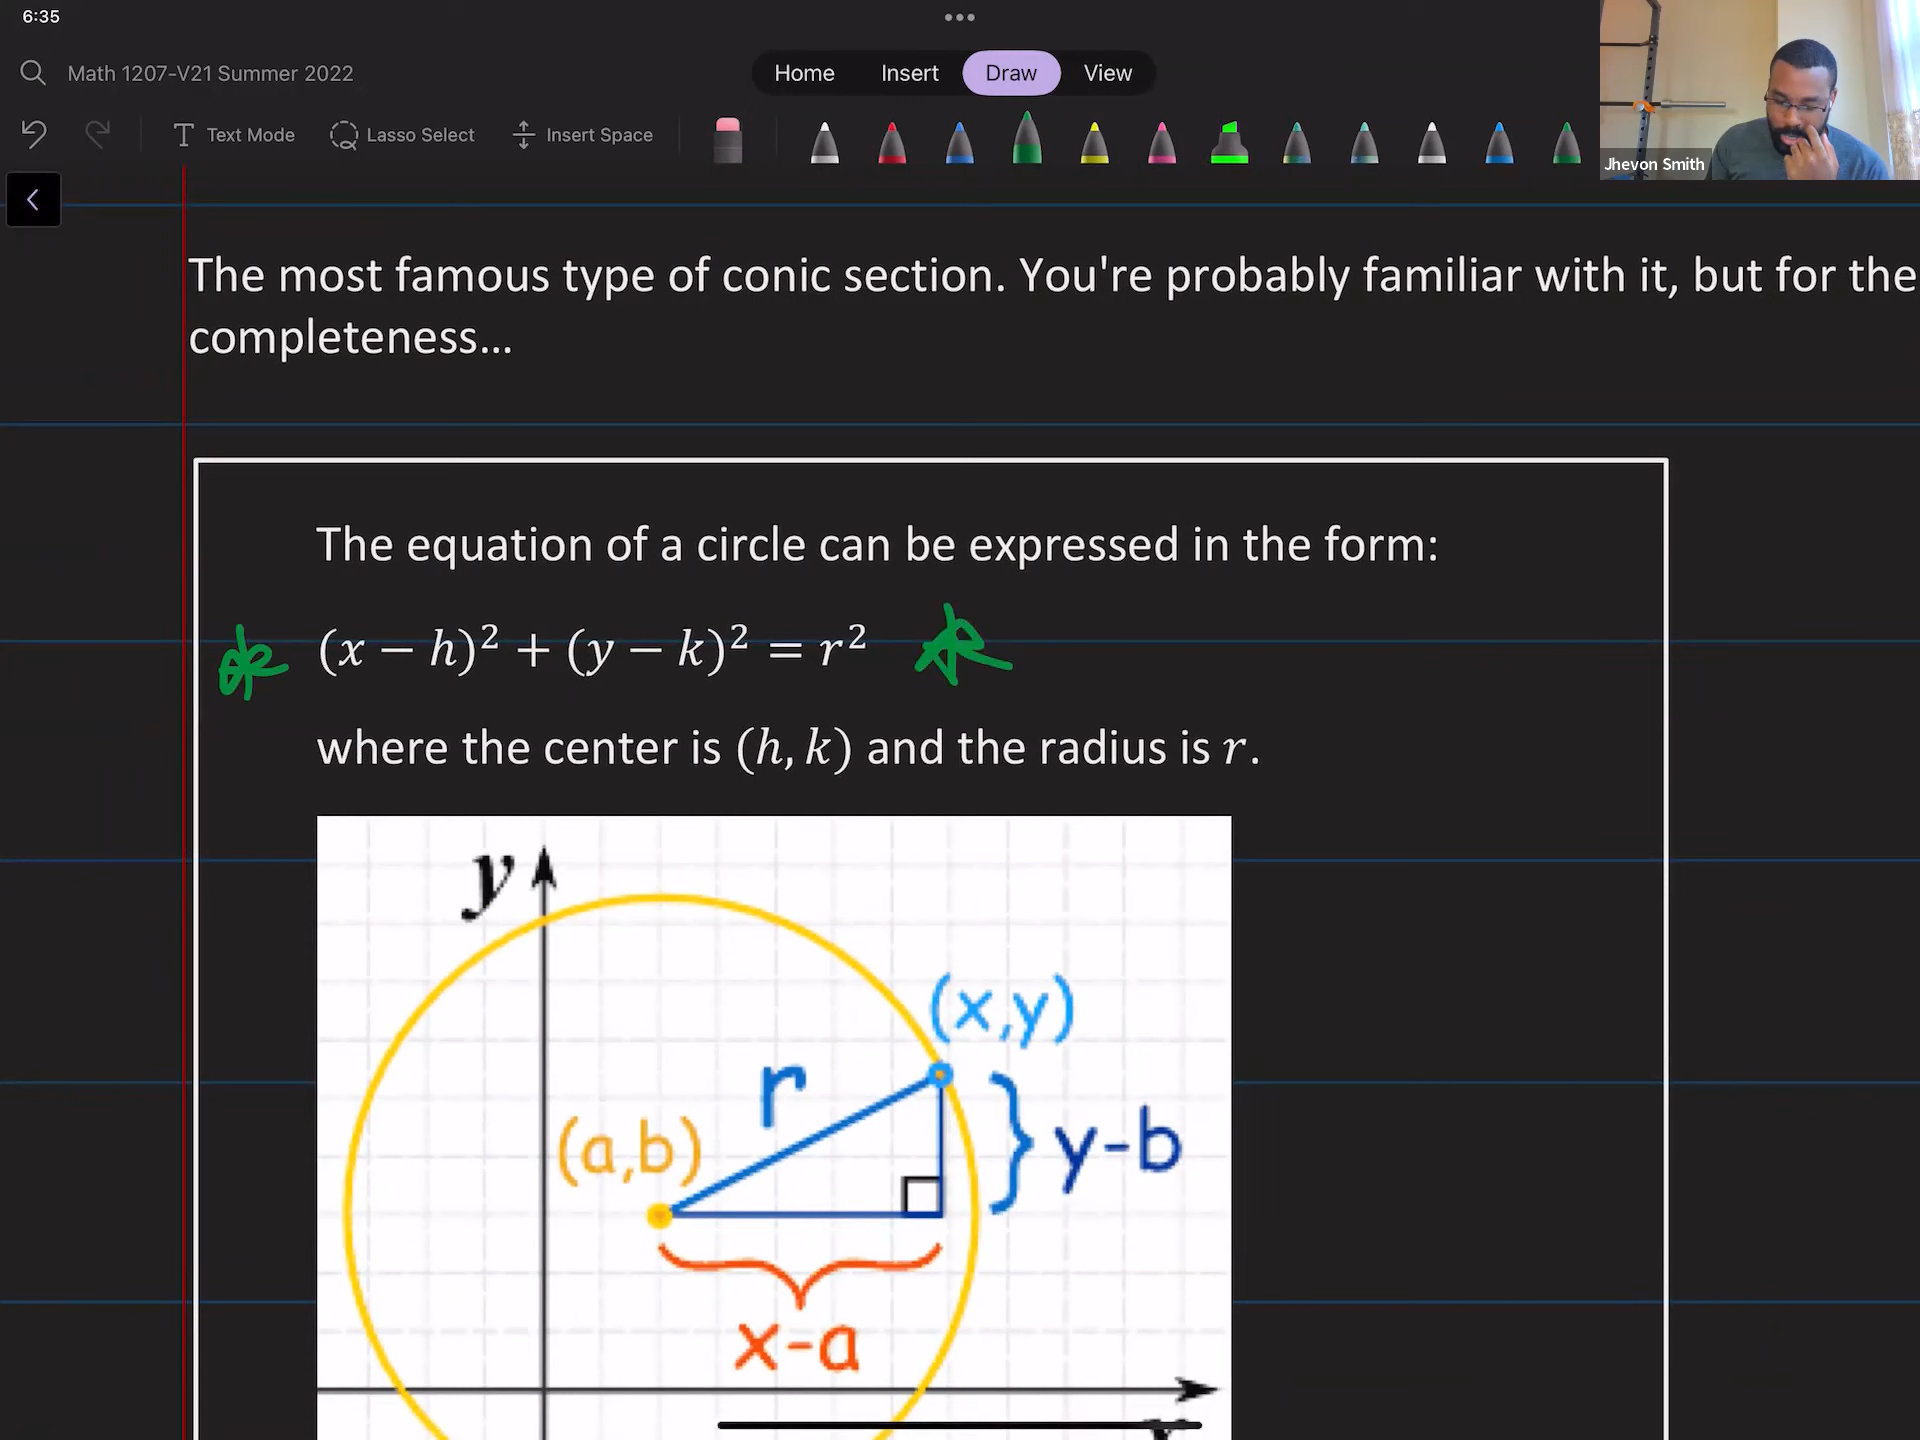 6:35
Math 1207-V21 Summer 2022
Home Insert Draw View
Text Mode Lasso Select Insert Space
Jhevon Smith
The most famous type of conic section. You're probably familiar with it, but for the
completeness...
The equation of a circle can be expressed in the form:
(x − h)² + (y − k)² = r²
where the center is (h, k) and the radius is r.
y
(x,y)
r
(a,b)
y-b
x-a